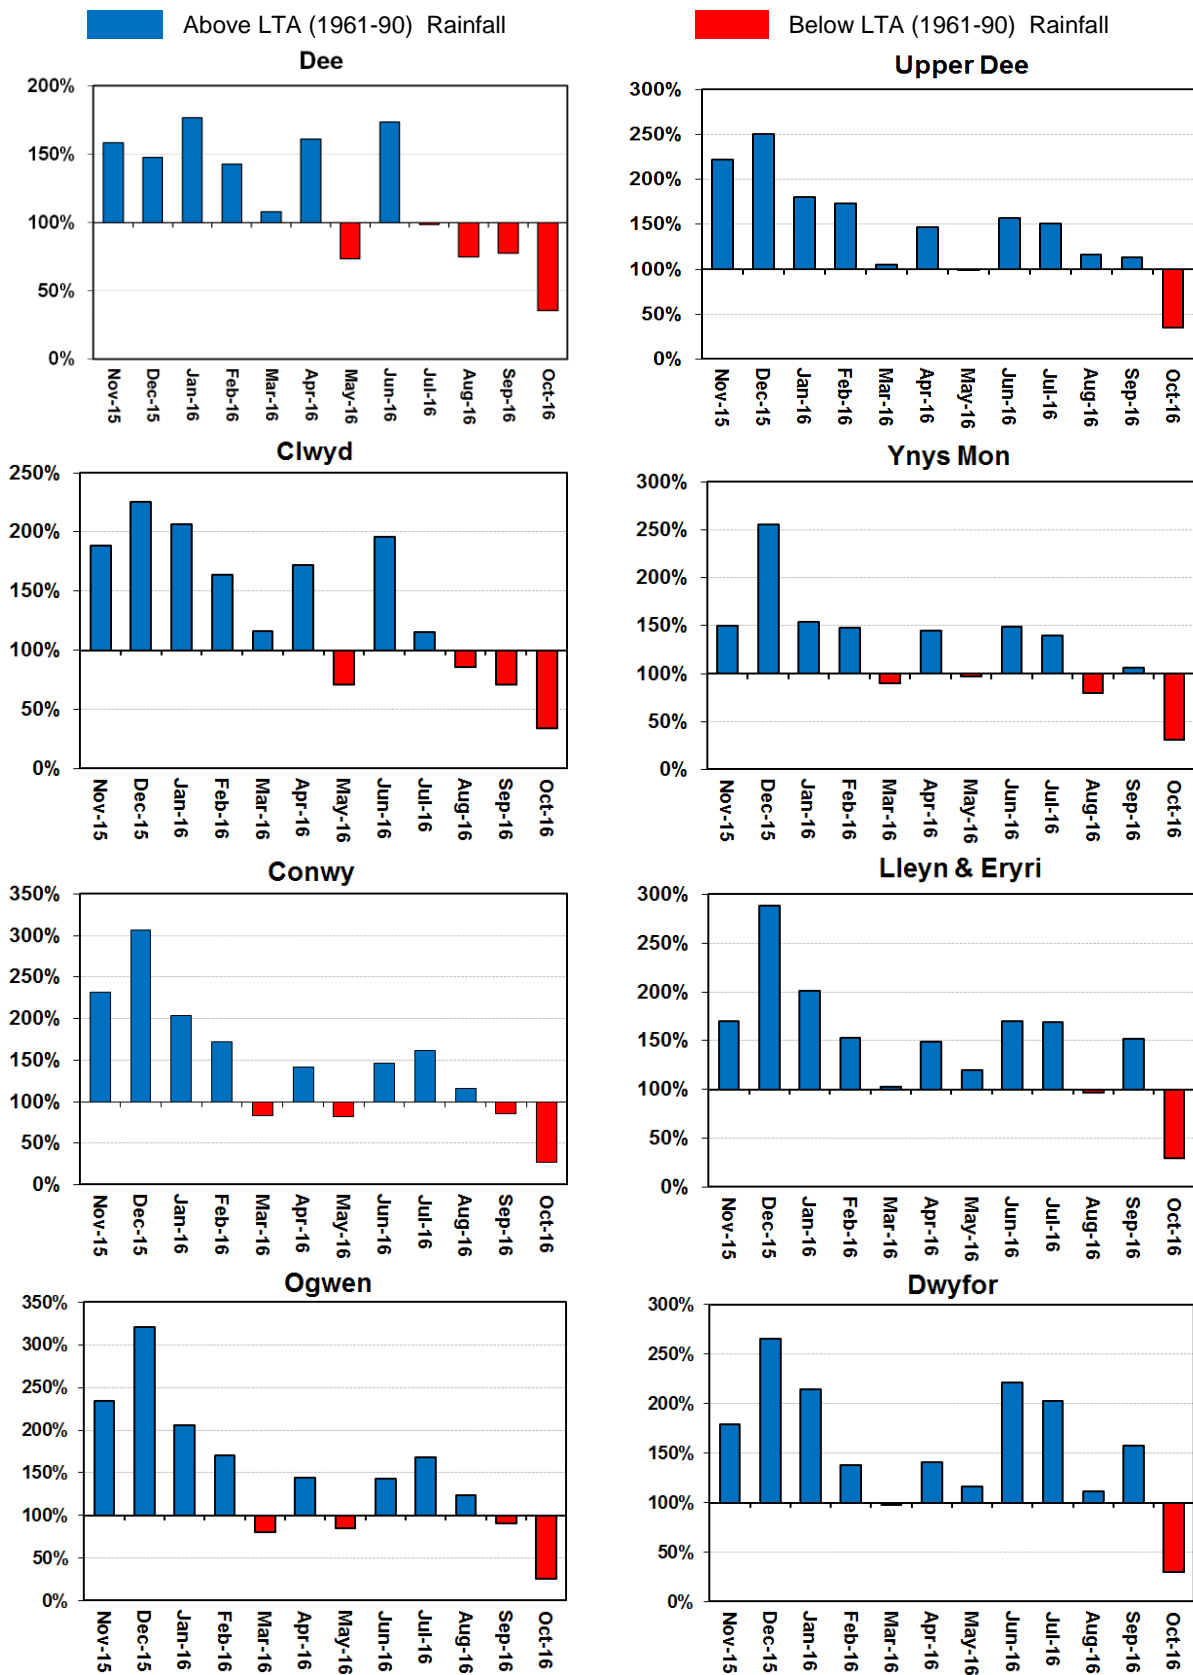 Above LTA (1961-90) Rainfall
Below LTA (1961-90) Rainfall
Dee
200%
150%
100%
50%
0%
Nov-15
Dec-15
Jan-16
Feb-16
Mar-16
Apr-16
May-16
Jun-16
Jul-16
Aug-16
Sep-16
Oct-16
Upper Dee
300%
250%
200%
150%
100%
50%
0%
Nov-15
Dec-15
Jan-16
Feb-16
Mar-16
Apr-16
May-16
Jun-16
Jul-16
Aug-16
Sep-16
Oct-16
Clwyd
250%
200%
150%
100%
50%
0%
Nov-15
Dec-15
Jan-16
Feb-16
Mar-16
Apr-16
May-16
Jun-16
Jul-16
Aug-16
Sep-16
Oct-16
Ynys Mon
300%
250%
200%
150%
100%
50%
0%
Nov-15
Dec-15
Jan-16
Feb-16
Mar-16
Apr-16
May-16
Jun-16
Jul-16
Aug-16
Sep-16
Oct-16
Conwy
350%
300%
250%
200%
150%
100%
50%
0%
Nov-15
Dec-15
Jan-16
Feb-16
Mar-16
Apr-16
May-16
Jun-16
Jul-16
Aug-16
Sep-16
Oct-16
Lleyn & Eryri
300%
250%
200%
150%
100%
50%
0%
Nov-15
Dec-15
Jan-16
Feb-16
Mar-16
Apr-16
May-16
Jun-16
Jul-16
Aug-16
Sep-16
Oct-16
Ogwen
350%
300%
250%
200%
150%
100%
50%
0%
Nov-15
Dec-15
Jan-16
Feb-16
Mar-16
Apr-16
May-16
Jun-16
Jul-16
Aug-16
Sep-16
Oct-16
Dwyfor
300%
250%
200%
150%
100%
50%
0%
Nov-15
Dec-15
Jan-16
Feb-16
Mar-16
Apr-16
May-16
Jun-16
Jul-16
Aug-16
Sep-16
Oct-16